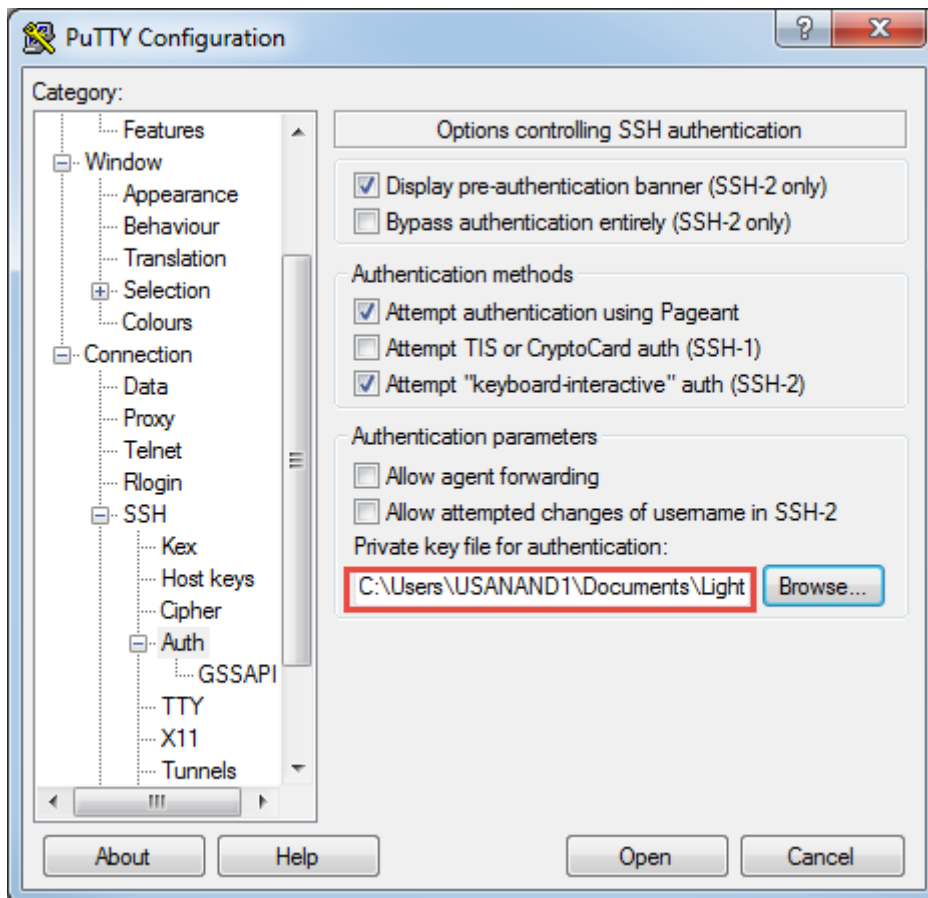 PuTTY Configuration
Category:
Features
Window
Appearance
Behaviour
Translation
Selection
Colours
Connection
Data
Proxy
Telnet
Rlogin
SSH
Kex
Host keys
Cipher
Auth
GSSAPI
TTY
X11
Tunnels
Options controlling SSH authentication
Display pre-authentication banner (SSH-2 only)
Bypass authentication entirely (SSH-2 only)
Authentication methods
Attempt authentication using Pageant
Attempt TIS or CryptoCard auth (SSH-1)
Attempt "keyboard-interactive" auth (SSH-2)
Authentication parameters
Allow agent forwarding
Allow attempted changes of username in SSH-2
Private key file for authentication:
C:\Users\USANAND1\Documents\Light
Browse...
About
Help
Open
Cancel